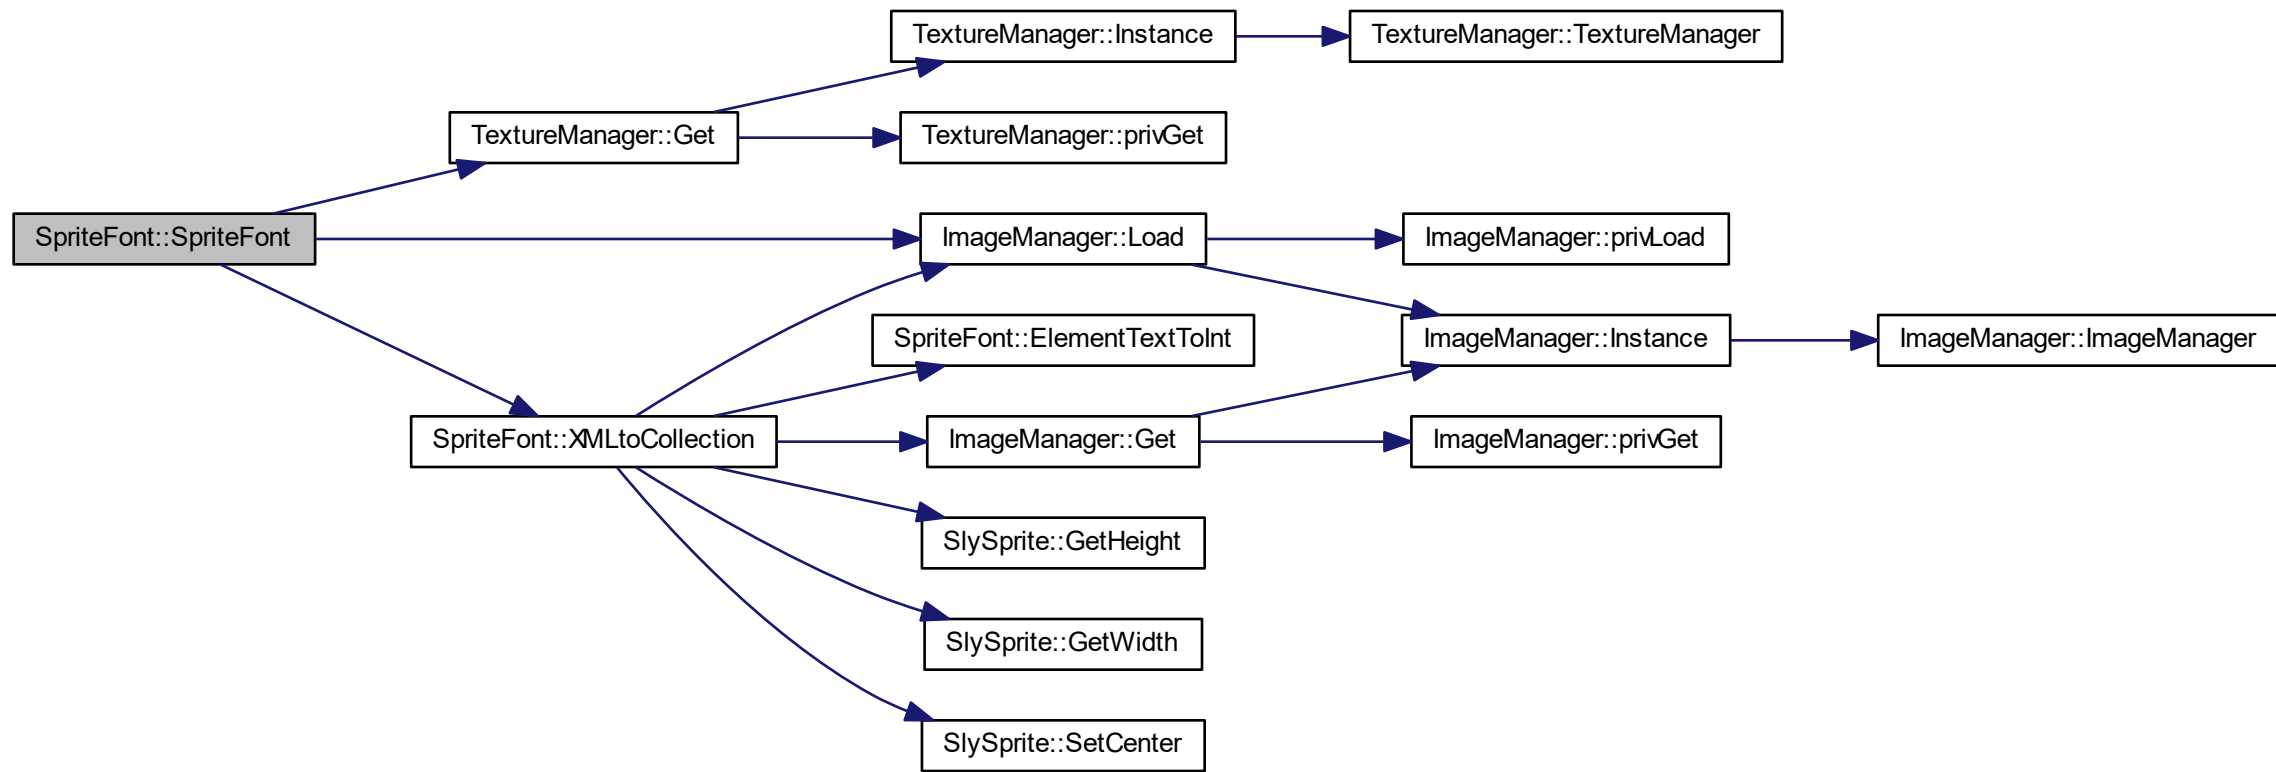 TextureManager::Instance
TextureManager::TextureManager
TextureManager::Get
TextureManager::privGet
SpriteFont::SpriteFont
ImageManager::Load
ImageManager::privLoad
SpriteFont::ElementTextToInt
ImageManager::Instance
ImageManager::ImageManager
SpriteFont::XMLtoCollection
ImageManager::Get
ImageManager::privGet
SlySprite::GetHeight
SlySprite::GetWidth
SlySprite::SetCenter